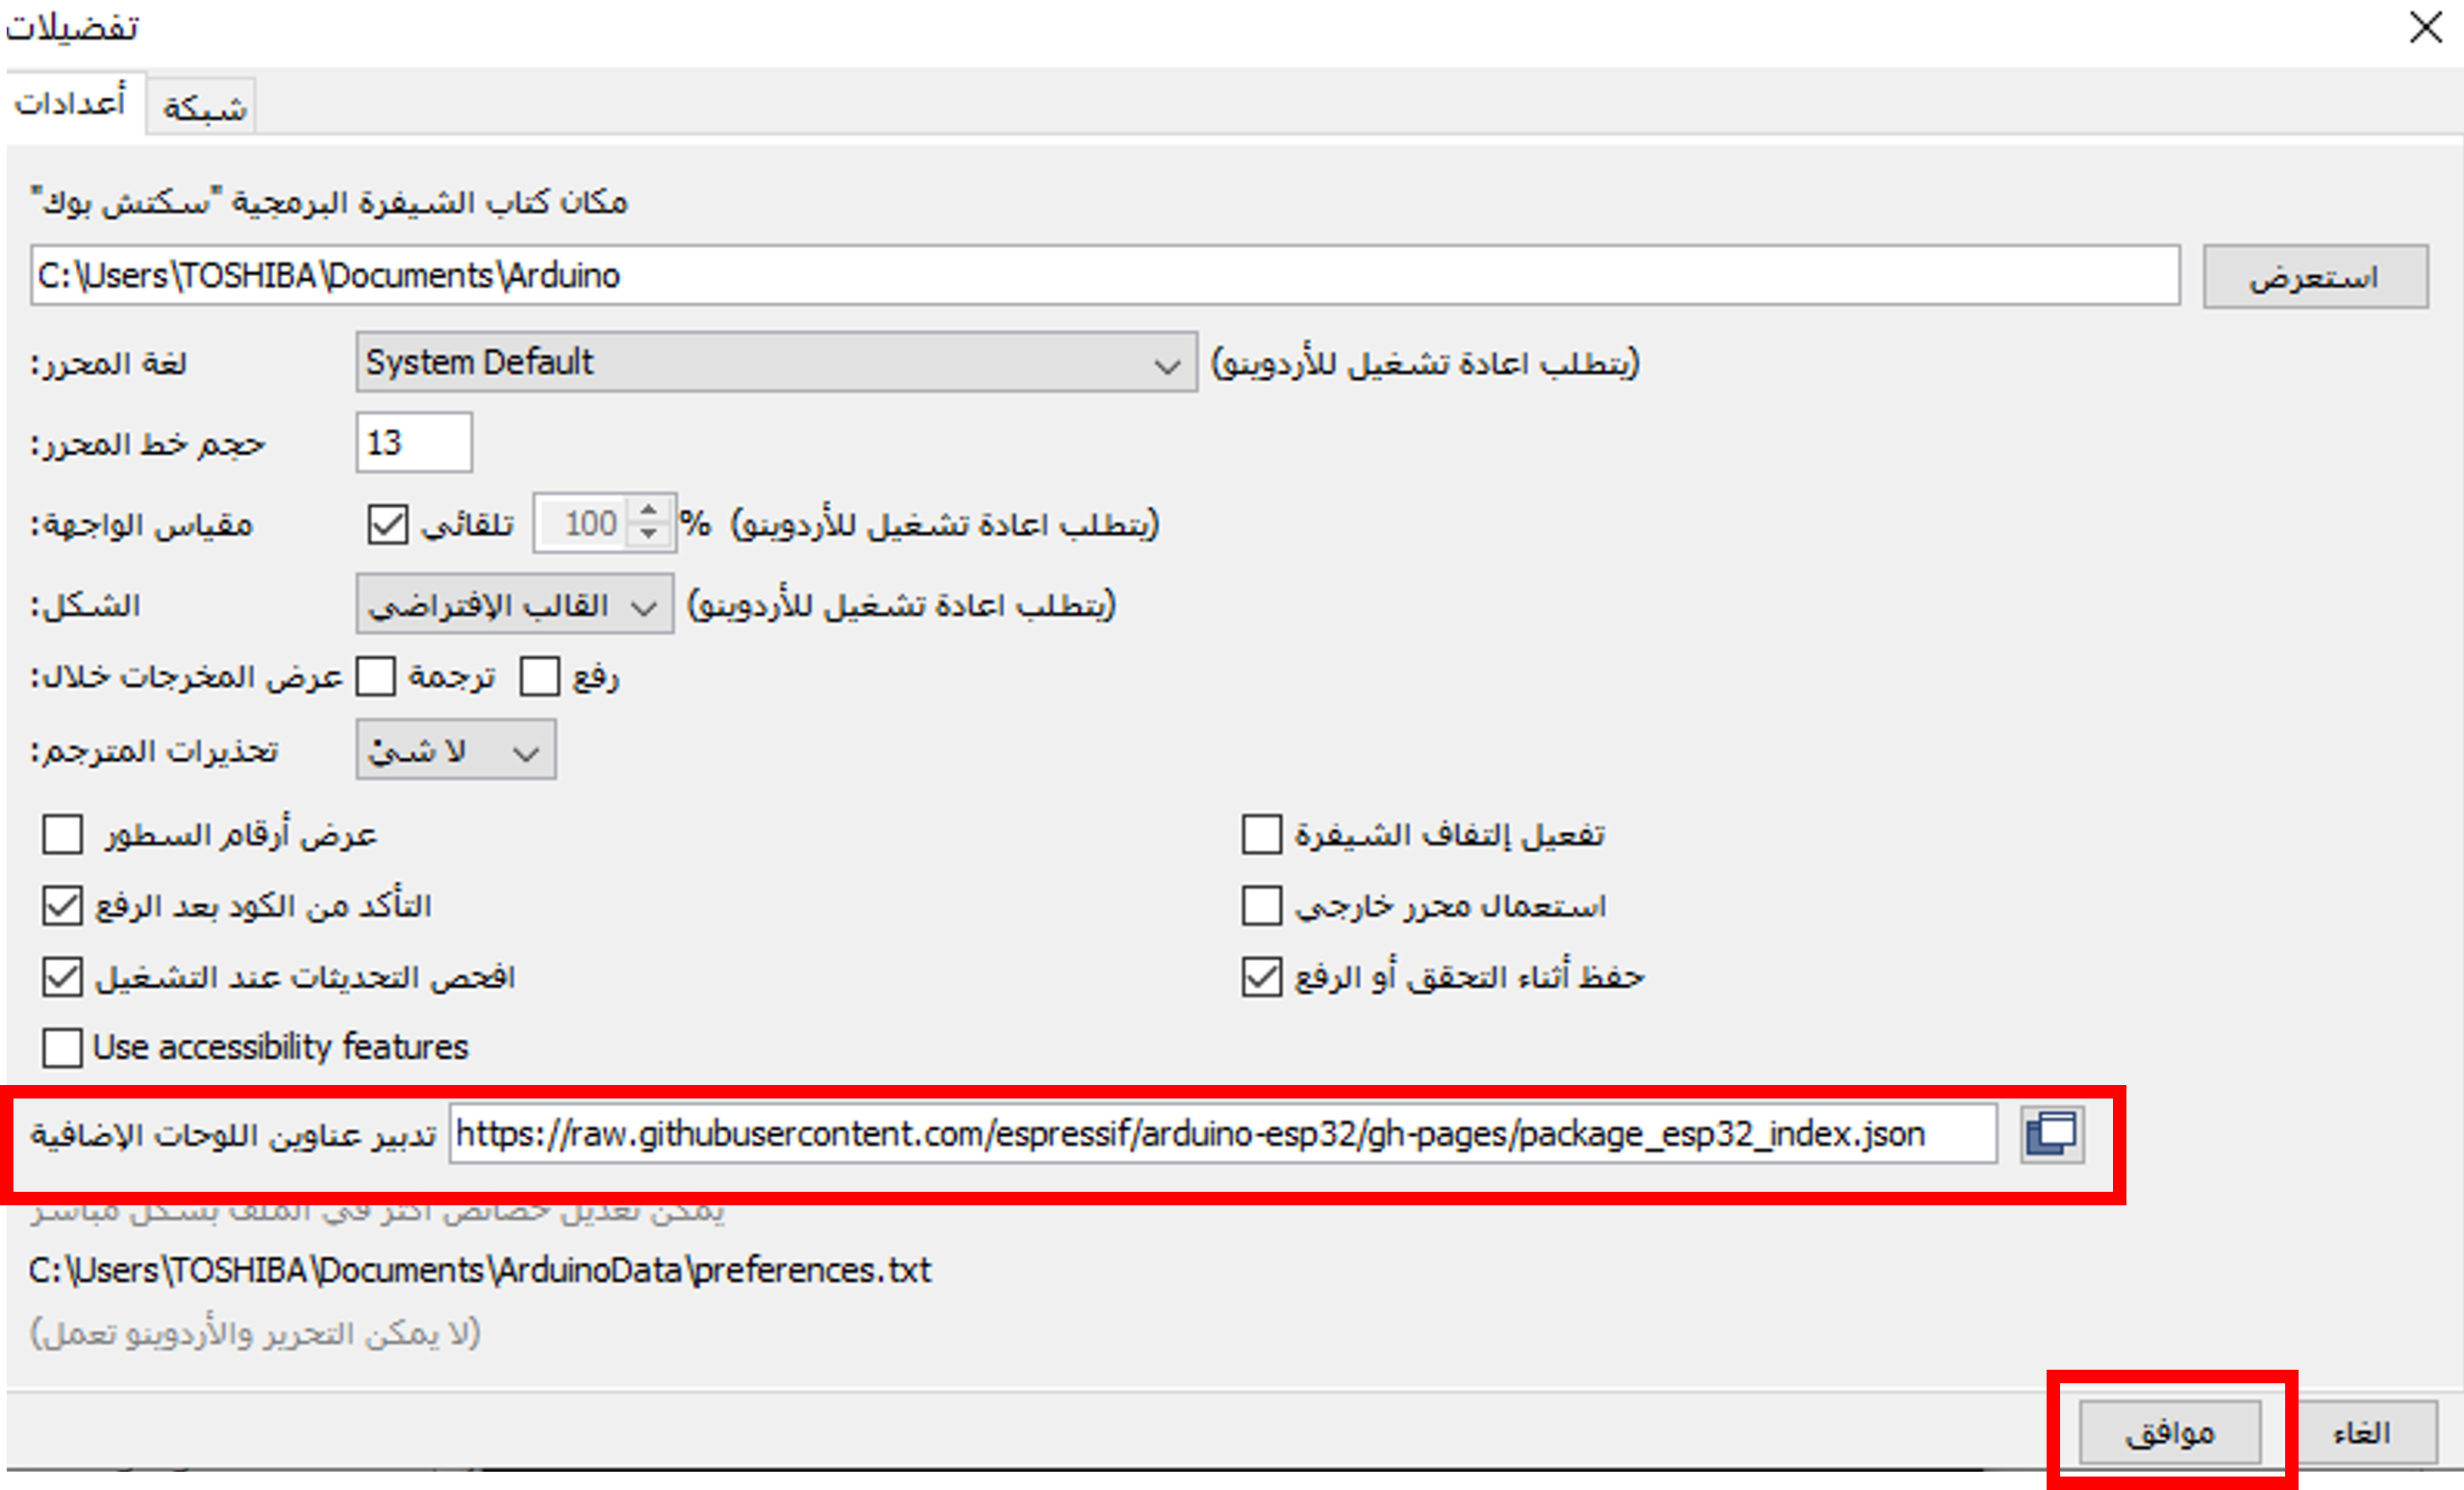 تفضيلات
أعدادات شبكة
مكان كتاب الشيفرة البرمجية "سكتش بوك"
C:\Users\TOSHIBA\Documents\Arduino استعرض
لغة المحرر: System Default (يتطلب اعادة تشغيل للأردوينو)
حجم خط المحرر: 13
مقياس الواجهة: تلقائي 100 % (يتطلب اعادة تشغيل للأردوينو)
الشكل: القالب الإفتراضي (يتطلب اعادة تشغيل للأردوينو)
عرض المخرجات خلال: ترجمة رفع
تحذيرات المترجم: لا شيئ
عرض أرقام السطور تفعيل إلتفاف الشيفرة
التأكد من الكود بعد الرفع استعمال محرر خارجي
افحص التحديثات عند التشغيل حفظ أثناء التحقق أو الرفع
Use accessibility features
تدبير عناوين اللوحات الإضافية https://raw.githubusercontent.com/espressif/arduino-esp32/gh-pages/package_esp32_index.json
يمكن تعديل خصائص أكثر في الملف بشكل مباشر
C:\Users\TOSHIBA\Documents\ArduinoData\preferences.txt
(لا يمكن التحرير والأردوينو تعمل)
موافق الغاء